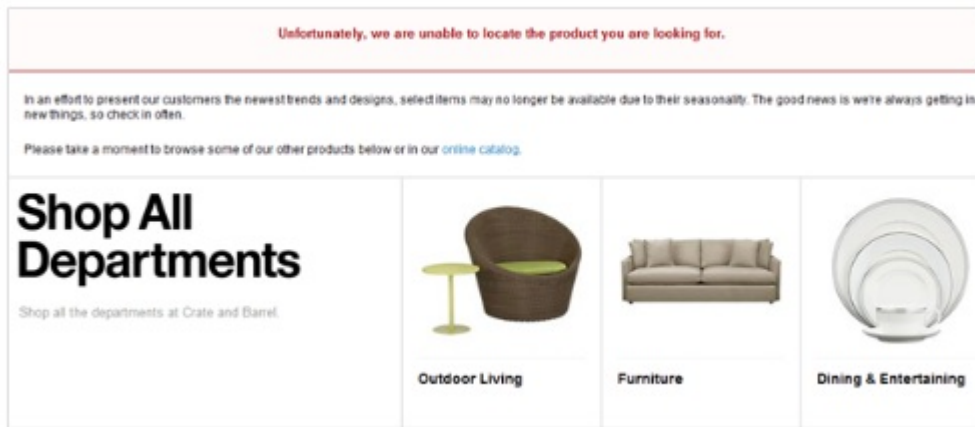 Unfortunately, we are unable to locate the product you are looking for.
In an effort to present our customers the newest trends and designs, select items may no longer be available due to their seasonality. The good news is we're always getting in
new things, so check in often.
Please take a moment to browse some of our other products below or in our online catalog.
Shop All
Departments
Shop all the departments at Crate and Barrel.
Outdoor Living
Furniture
Dining & Entertaining